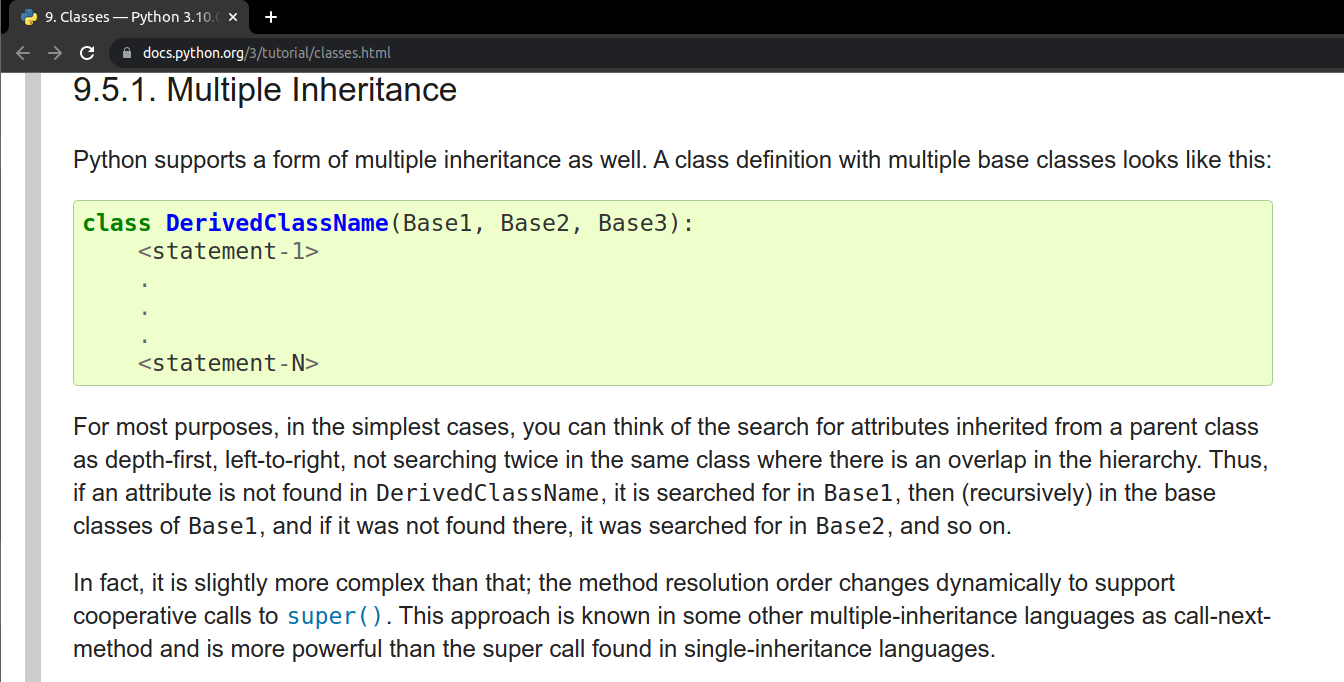 9. Classes — Python 3.10.
docs.python.org/3/tutorial/classes.html
9.5.1. Multiple Inheritance
Python supports a form of multiple inheritance as well. A class definition with multiple base classes looks like this:
class DerivedClassName(Base1, Base2, Base3):
    <statement-1>
    .
    .
    .
    <statement-N>
For most purposes, in the simplest cases, you can think of the search for attributes inherited from a parent class
as depth-first, left-to-right, not searching twice in the same class where there is an overlap in the hierarchy. Thus,
if an attribute is not found in DerivedClassName, it is searched for in Base1, then (recursively) in the base
classes of Base1, and if it was not found there, it was searched for in Base2, and so on.
In fact, it is slightly more complex than that; the method resolution order changes dynamically to support
cooperative calls to super(). This approach is known in some other multiple-inheritance languages as call-next-
method and is more powerful than the super call found in single-inheritance languages.